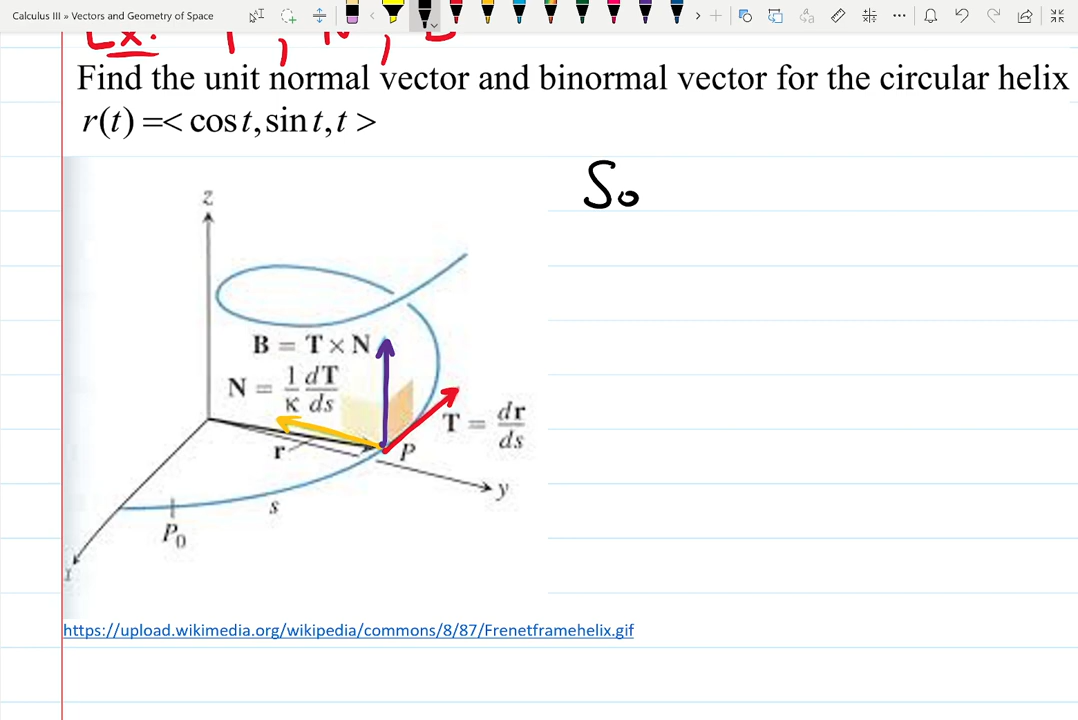 Calculus III » Vectors and Geometry of Space
Ex: T, N, B
Find the unit normal vector and binormal vector for the circular helix
r(t) =< cos t, sin t, t >
So
z
B = T × N
N = 1/κ dT/ds
T = dr/ds
r
P
y
s
P₀
https://upload.wikimedia.org/wikipedia/commons/8/87/Frenetframehelix.gif